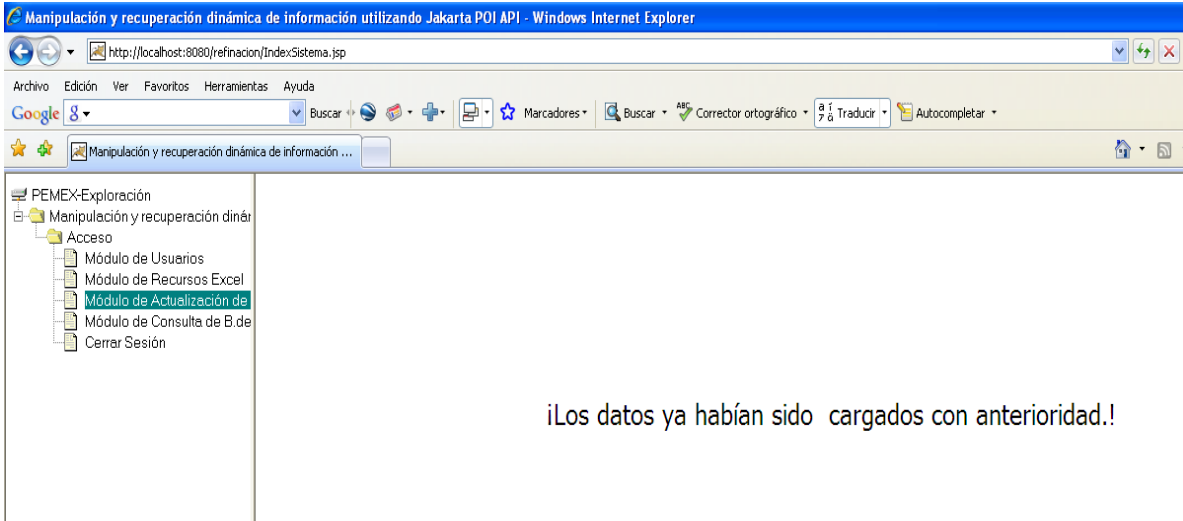 Manipulación y recuperación dinámica de información utilizando Jakarta POI API - Windows Internet Explorer
http://localhost:8080/refinacion/IndexSistema.jsp
Archivo Edición Ver Favoritos Herramientas Ayuda
Google Buscar Marcadores Buscar ABC Corrector ortográfico Traducir Autocompletar
Manipulación y recuperación dinámica de información ...
PEMEX-Exploración
Manipulación y recuperación dinár
Acceso
Módulo de Usuarios
Módulo de Recursos Excel
Módulo de Actualización de
Módulo de Consulta de B.de
Cerrar Sesión
¡Los datos ya habían sido cargados con anterioridad.!